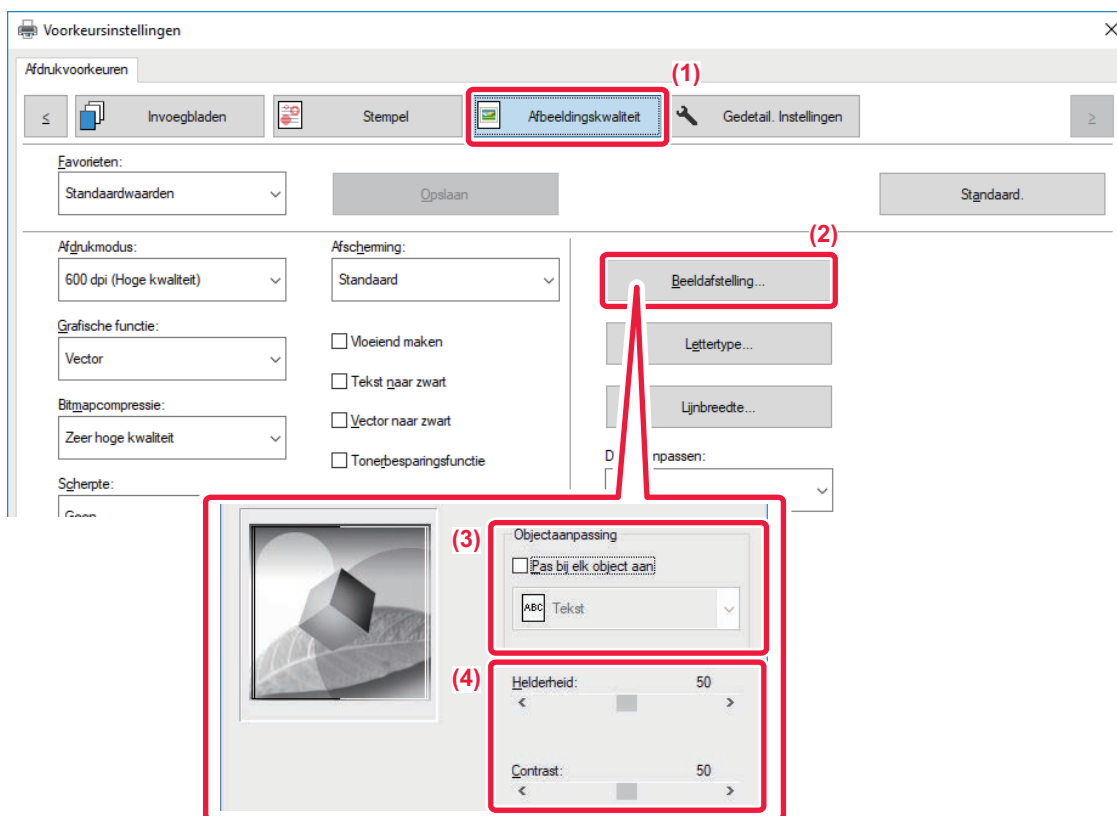 Voorkeursinstellingen
Afdrukvoorkeuren
(1)
< Invoegbladen Stempel Afbeeldingskwaliteit Gedetail. Instellingen >
Favorieten:
Standaardwaarden Opslaan Standaard.
(2)
Afdrukmodus: Afscherming:
600 dpi (Hoge kwaliteit) Standaard Beeldafstelling...
Grafische functie:
Vector Vloeiend maken Lettertype...
Tekst naar zwart
Bitmapcompressie: Vector naar zwart Lijnbreedte...
Zeer hoge kwaliteit Tonerbesparingsfunctie
Scherpte: npassen:
Geen
(3) Objectaanpassing
Pas bij elk object aan
ABC Tekst
(4) Helderheid: 50
< >
Contrast: 50
< >